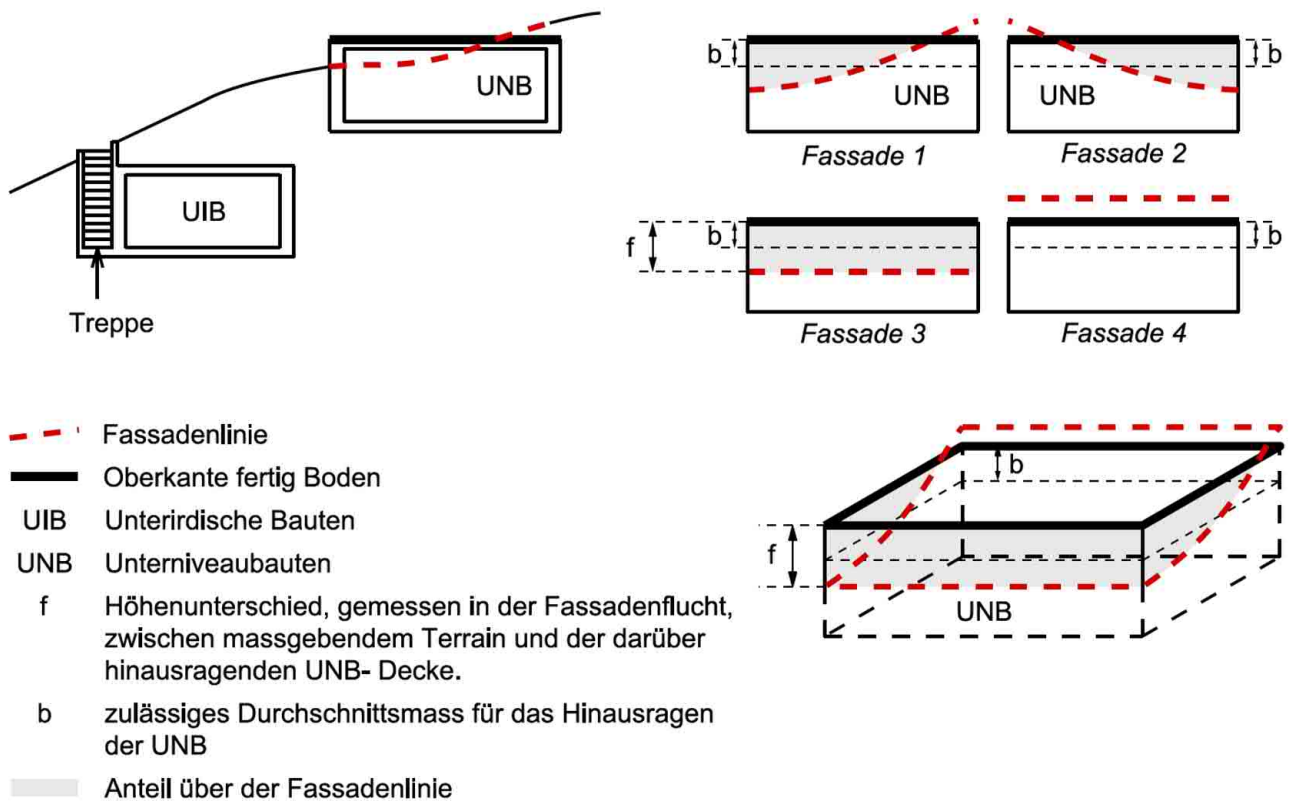 UNB
UIB
Treppe
b
UNB
Fassade 1
UNB
b
Fassade 2
f
b
Fassade 3
b
Fassade 4
Fassadenlinie
Oberkante fertig Boden
UIB Unterirdische Bauten
UNB Unterniveaubauten
f Höhenunterschied, gemessen in der Fassadenflucht,
zwischen massgebendem Terrain und der darüber
hinausragenden UNB- Decke.
b zulässiges Durchschnittsmass für das Hinausragen
der UNB
Anteil über der Fassadenlinie
b
f
UNB